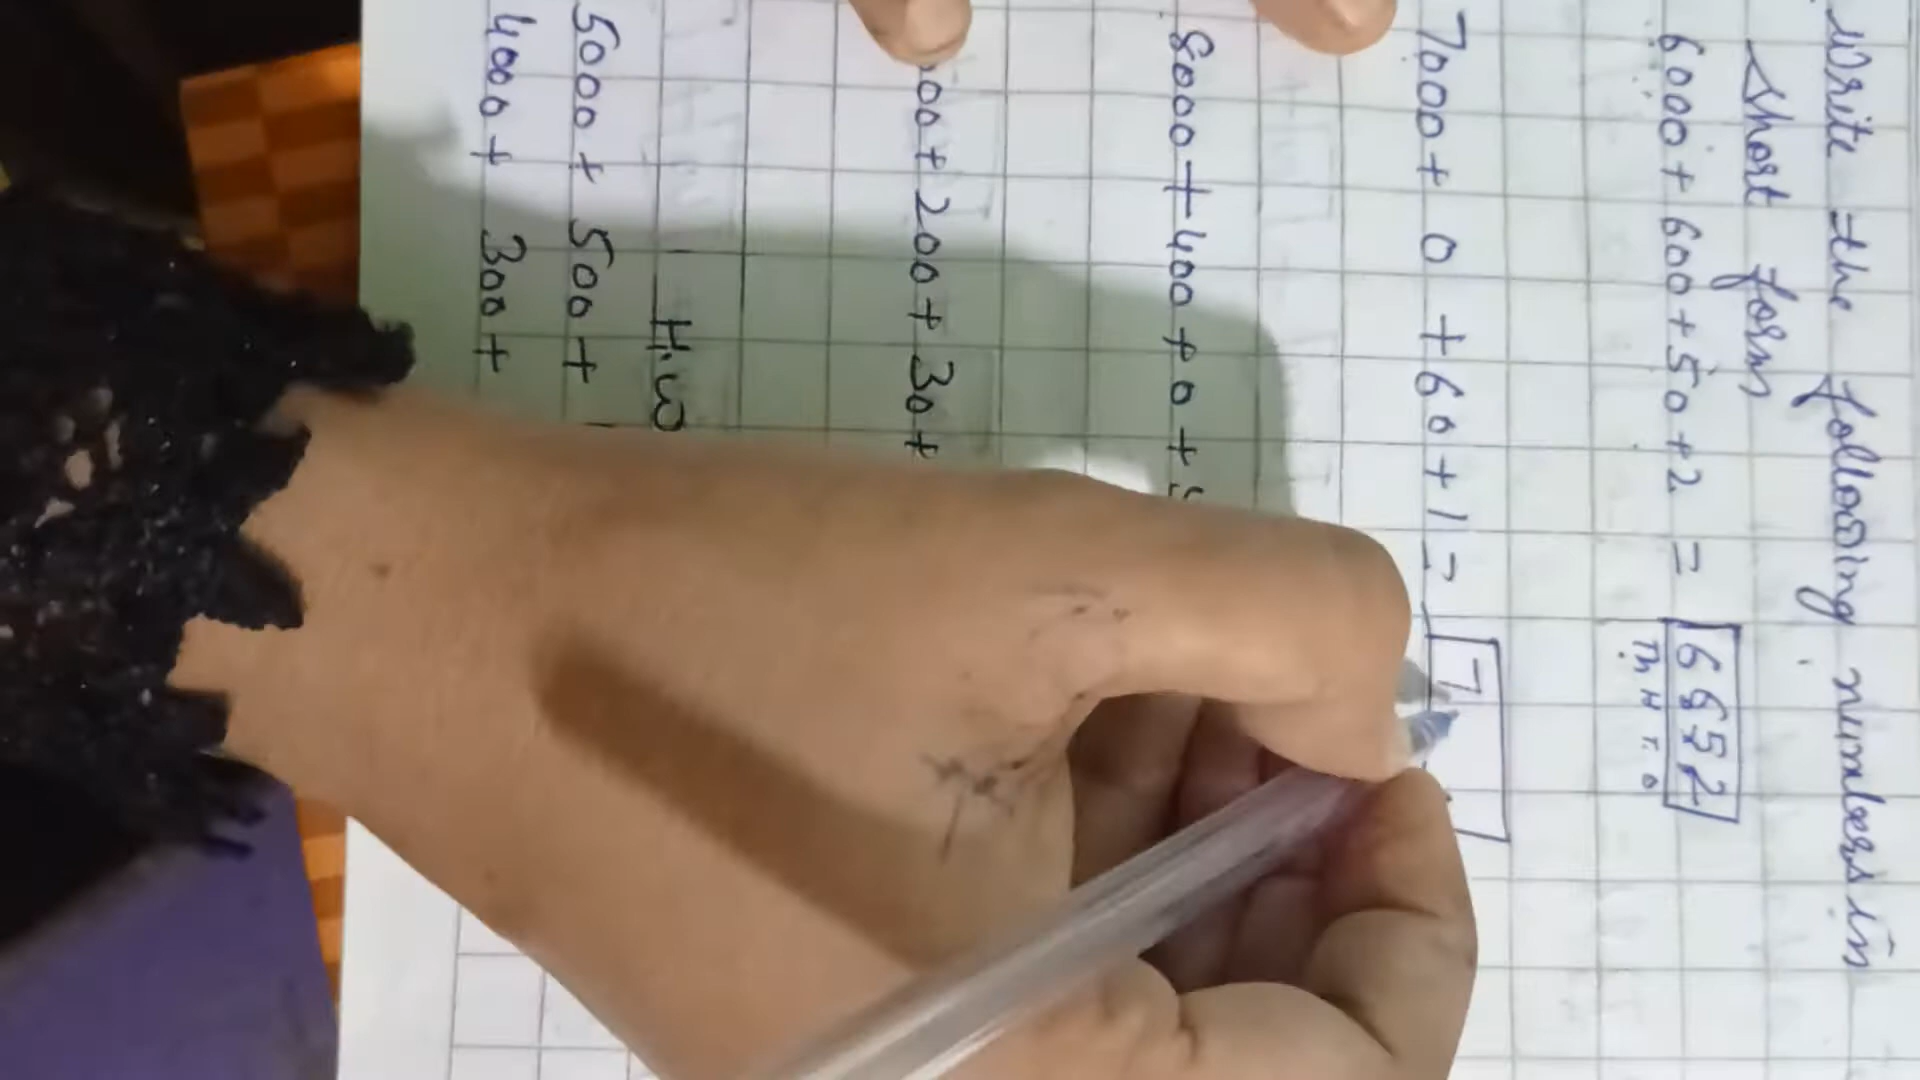 Write the following numbers in
Short form
6000 + 600 + 50 + 2 = 6652
Th H T. O
7000 + 0 + 60 + 1 = 7
8000 + 400 + 0 +
00 + 200 + 30 +
H.W
5000 + 500 +
4000 + 300 +